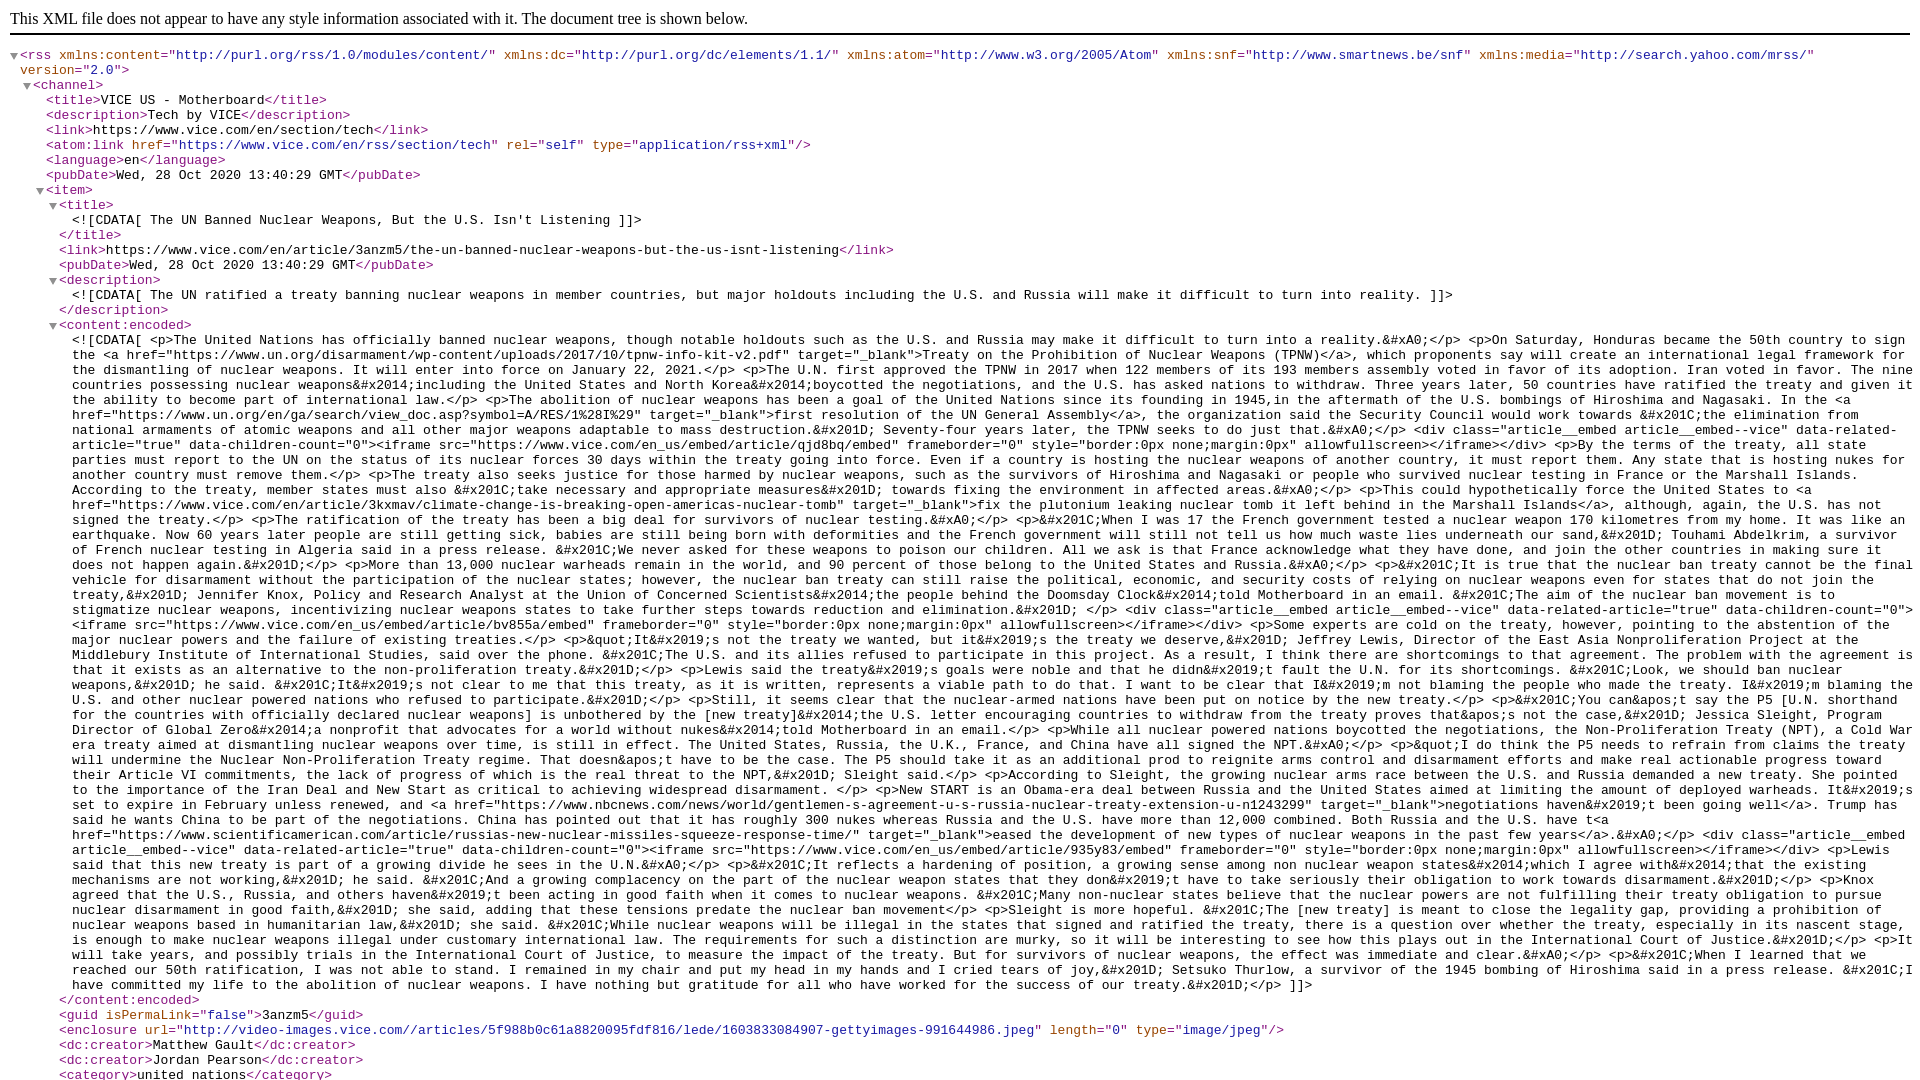 This XML file does not appear to have any style information associated with it. The document tree is shown below.
<rss xmlns:content="http://purl.org/rss/1.0/modules/content/" xmlns:dc="http://purl.org/dc/elements/1.1/" xmlns:atom="http://www.w3.org/2005/Atom" xmlns:snf="http://www.smartnews.be/snf" xmlns:media="http://search.yahoo.com/mrss/"
version="2.0">
<channel>
<title>VICE US - Motherboard</title>
<description>Tech by VICE</description>
<link>https://www.vice.com/en/section/tech</link>
<atom:link href="https://www.vice.com/en/rss/section/tech" rel="self" type="application/rss+xml"/>
<language>en</language>
<pubDate>Wed, 28 Oct 2020 13:40:29 GMT</pubDate>
<item>
<title>
<![CDATA[ The UN Banned Nuclear Weapons, But the U.S. Isn't Listening ]]>
</title>
<link>https://www.vice.com/en/article/3anzm5/the-un-banned-nuclear-weapons-but-the-us-isnt-listening</link>
<pubDate>Wed, 28 Oct 2020 13:40:29 GMT</pubDate>
<description>
<![CDATA[ The UN ratified a treaty banning nuclear weapons in member countries, but major holdouts including the U.S. and Russia will make it difficult to turn into reality. ]]>
</description>
<content:encoded>
<![CDATA[ <p>The United Nations has officially banned nuclear weapons, though notable holdouts such as the U.S. and Russia may make it difficult to turn into a reality.&#xA0;</p> <p>On Saturday, Honduras became the 50th country to sign
the <a href="https://www.un.org/disarmament/wp-content/uploads/2017/10/tpnw-info-kit-v2.pdf" target="_blank">Treaty on the Prohibition of Nuclear Weapons (TPNW)</a>, which proponents say will create an international legal framework for
the dismantling of nuclear weapons. It will enter into force on January 22, 2021.</p> <p>The U.N. first approved the TPNW in 2017 when 122 members of its 193 members assembly voted in favor of its adoption. Iran voted in favor. The nine
countries possessing nuclear weapons&#x2014;including the United States and North Korea&#x2014;boycotted the negotiations, and the U.S. has asked nations to withdraw. Three years later, 50 countries have ratified the treaty and given it
the ability to become part of international law.</p> <p>The abolition of nuclear weapons has been a goal of the United Nations since its founding in 1945,in the aftermath of the U.S. bombings of Hiroshima and Nagasaki. In the <a
href="https://www.un.org/en/ga/search/view_doc.asp?symbol=A/RES/1%28I%29" target="_blank">first resolution of the UN General Assembly</a>, the organization said the Security Council would work towards &#x201C;the elimination from
national armaments of atomic weapons and all other major weapons adaptable to mass destruction.&#x201D; Seventy-four years later, the TPNW seeks to do just that.&#xA0;</p> <div class="article__embed article__embed--vice" data-related-
article="true" data-children-count="0"><iframe src="https://www.vice.com/en_us/embed/article/qjd8bq/embed" frameborder="0" style="border:0px none;margin:0px" allowfullscreen></iframe></div> <p>By the terms of the treaty, all state
parties must report to the UN on the status of its nuclear forces 30 days within the treaty going into force. Even if a country is hosting the nuclear weapons of another country, it must report them. Any state that is hosting nukes for
another country must remove them.</p> <p>The treaty also seeks justice for those harmed by nuclear weapons, such as the survivors of Hiroshima and Nagasaki or people who survived nuclear testing in France or the Marshall Islands.
According to the treaty, member states must also &#x201C;take necessary and appropriate measures&#x201D; towards fixing the environment in affected areas.&#xA0;</p> <p>This could hypothetically force the United States to <a
href="https://www.vice.com/en/article/3kxmav/climate-change-is-breaking-open-americas-nuclear-tomb" target="_blank">fix the plutonium leaking nuclear tomb it left behind in the Marshall Islands</a>, although, again, the U.S. has not
signed the treaty.</p> <p>The ratification of the treaty has been a big deal for survivors of nuclear testing.&#xA0;</p> <p>&#x201C;When I was 17 the French government tested a nuclear weapon 170 kilometres from my home. It was like an
earthquake. Now 60 years later people are still getting sick, babies are still being born with deformities and the French government will still not tell us how much waste lies underneath our sand,&#x201D; Touhami Abdelkrim, a survivor
of French nuclear testing in Algeria said in a press release. &#x201C;We never asked for these weapons to poison our children. All we ask is that France acknowledge what they have done, and join the other countries in making sure it
does not happen again.&#x201D;</p> <p>More than 13,000 nuclear warheads remain in the world, and 90 percent of those belong to the United States and Russia.&#xA0;</p> <p>&#x201C;It is true that the nuclear ban treaty cannot be the final
vehicle for disarmament without the participation of the nuclear states; however, the nuclear ban treaty can still raise the political, economic, and security costs of relying on nuclear weapons even for states that do not join the
treaty,&#x201D; Jennifer Knox, Policy and Research Analyst at the Union of Concerned Scientists&#x2014;the people behind the Doomsday Clock&#x2014;told Motherboard in an email. &#x201C;The aim of the nuclear ban movement is to
stigmatize nuclear weapons, incentivizing nuclear weapons states to take further steps towards reduction and elimination.&#x201D; </p> <div class="article__embed article__embed--vice" data-related-article="true" data-children-count="0">
<iframe src="https://www.vice.com/en_us/embed/article/bv855a/embed" frameborder="0" style="border:0px none;margin:0px" allowfullscreen></iframe></div> <p>Some experts are cold on the treaty, however, pointing to the abstention of the
major nuclear powers and the failure of existing treaties.</p> <p>&quot;It&#x2019;s not the treaty we wanted, but it&#x2019;s the treaty we deserve,&#x201D; Jeffrey Lewis, Director of the East Asia Nonproliferation Project at the
Middlebury Institute of International Studies, said over the phone. &#x201C;The U.S. and its allies refused to participate in this project. As a result, I think there are shortcomings to that agreement. The problem with the agreement is
that it exists as an alternative to the non-proliferation treaty.&#x201D;</p> <p>Lewis said the treaty&#x2019;s goals were noble and that he didn&#x2019;t fault the U.N. for its shortcomings. &#x201C;Look, we should ban nuclear
weapons,&#x201D; he said. &#x201C;It&#x2019;s not clear to me that this treaty, as it is written, represents a viable path to do that. I want to be clear that I&#x2019;m not blaming the people who made the treaty. I&#x2019;m blaming the
U.S. and other nuclear powered nations who refused to participate.&#x201D;</p> <p>Still, it seems clear that the nuclear-armed nations have been put on notice by the new treaty.</p> <p>&#x201C;You can&apos;t say the P5 [U.N. shorthand
for the countries with officially declared nuclear weapons] is unbothered by the [new treaty]&#x2014;the U.S. letter encouraging countries to withdraw from the treaty proves that&apos;s not the case,&#x201D; Jessica Sleight, Program
Director of Global Zero&#x2014;a nonprofit that advocates for a world without nukes&#x2014;told Motherboard in an email.</p> <p>While all nuclear powered nations boycotted the negotiations, the Non-Proliferation Treaty (NPT), a Cold War
era treaty aimed at dismantling nuclear weapons over time, is still in effect. The United States, Russia, the U.K., France, and China have all signed the NPT.&#xA0;</p> <p>&quot;I do think the P5 needs to refrain from claims the treaty
will undermine the Nuclear Non-Proliferation Treaty regime. That doesn&apos;t have to be the case. The P5 should take it as an additional prod to reignite arms control and disarmament efforts and make real actionable progress toward
their Article VI commitments, the lack of progress of which is the real threat to the NPT,&#x201D; Sleight said.</p> <p>According to Sleight, the growing nuclear arms race between the U.S. and Russia demanded a new treaty. She pointed
to the importance of the Iran Deal and New Start as critical to achieving widespread disarmament. </p> <p>New START is an Obama-era deal between Russia and the United States aimed at limiting the amount of deployed warheads. It&#x2019;s
set to expire in February unless renewed, and <a href="https://www.nbcnews.com/news/world/gentlemen-s-agreement-u-s-russia-nuclear-treaty-extension-u-n1243299" target="_blank">negotiations haven&#x2019;t been going well</a>. Trump has
said he wants China to be part of the negotiations. China has pointed out that it has roughly 300 nukes whereas Russia and the U.S. have more than 12,000 combined. Both Russia and the U.S. have t<a
href="https://www.scientificamerican.com/article/russias-new-nuclear-missiles-squeeze-response-time/" target="_blank">eased the development of new types of nuclear weapons in the past few years</a>.&#xA0;</p> <div class="article__embed
article__embed--vice" data-related-article="true" data-children-count="0"><iframe src="https://www.vice.com/en_us/embed/article/935y83/embed" frameborder="0" style="border:0px none;margin:0px" allowfullscreen></iframe></div> <p>Lewis
said that this new treaty is part of a growing divide he sees in the U.N.&#xA0;</p> <p>&#x201C;It reflects a hardening of position, a growing sense among non nuclear weapon states&#x2014;which I agree with&#x2014;that the existing
mechanisms are not working,&#x201D; he said. &#x201C;And a growing complacency on the part of the nuclear weapon states that they don&#x2019;t have to take seriously their obligation to work towards disarmament.&#x201D;</p> <p>Knox
agreed that the U.S., Russia, and others haven&#x2019;t been acting in good faith when it comes to nuclear weapons. &#x201C;Many non-nuclear states believe that the nuclear powers are not fulfilling their treaty obligation to pursue
nuclear disarmament in good faith,&#x201D; she said, adding that these tensions predate the nuclear ban movement</p> <p>Sleight is more hopeful. &#x201C;The [new treaty] is meant to close the legality gap, providing a prohibition of
nuclear weapons based in humanitarian law,&#x201D; she said. &#x201C;While nuclear weapons will be illegal in the states that signed and ratified the treaty, there is a question over whether the treaty, especially in its nascent stage,
is enough to make nuclear weapons illegal under customary international law. The requirements for such a distinction are murky, so it will be interesting to see how this plays out in the International Court of Justice.&#x201D;</p> <p>It
will take years, and possibly trials in the International Court of Justice, to measure the impact of the treaty. But for survivors of nuclear weapons, the effect was immediate and clear.&#xA0;</p> <p>&#x201C;When I learned that we
reached our 50th ratification, I was not able to stand. I remained in my chair and put my head in my hands and I cried tears of joy,&#x201D; Setsuko Thurlow, a survivor of the 1945 bombing of Hiroshima said in a press release. &#x201C;I
have committed my life to the abolition of nuclear weapons. I have nothing but gratitude for all who have worked for the success of our treaty.&#x201D;</p> ]]>
</content:encoded>
<guid isPermaLink="false">3anzm5</guid>
<enclosure url="http://video-images.vice.com//articles/5f988b0c61a8820095fdf816/lede/1603833084907-gettyimages-991644986.jpeg" length="0" type="image/jpeg"/>
<dc:creator>Matthew Gault</dc:creator>
<dc:creator>Jordan Pearson</dc:creator>
<category>united nations</category>